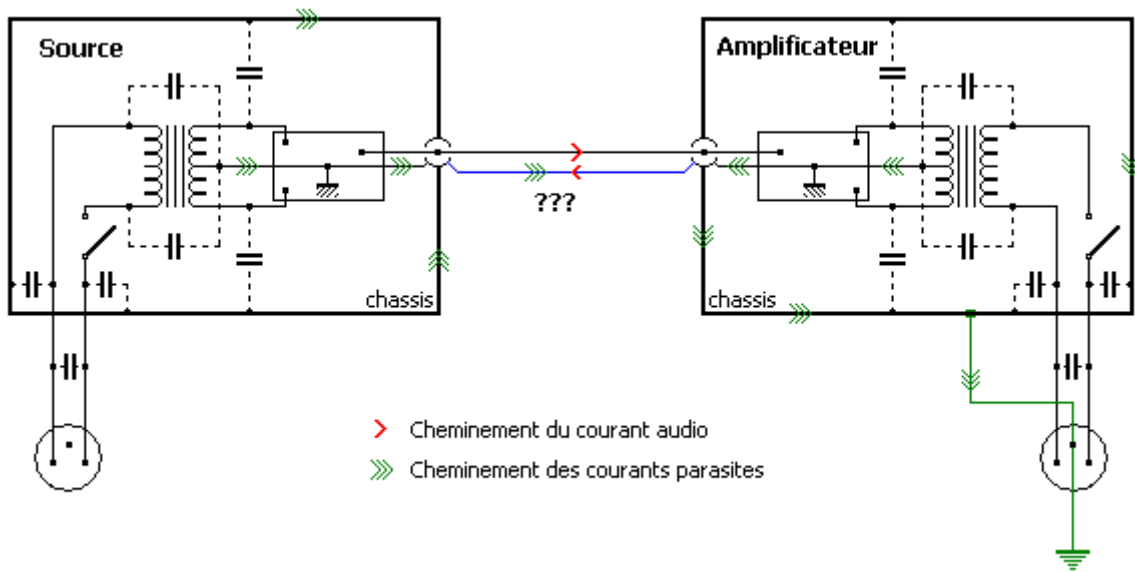 Source
Amplificateur
???
chassis
chassis
Cheminement du courant audio
Cheminement des courants parasites